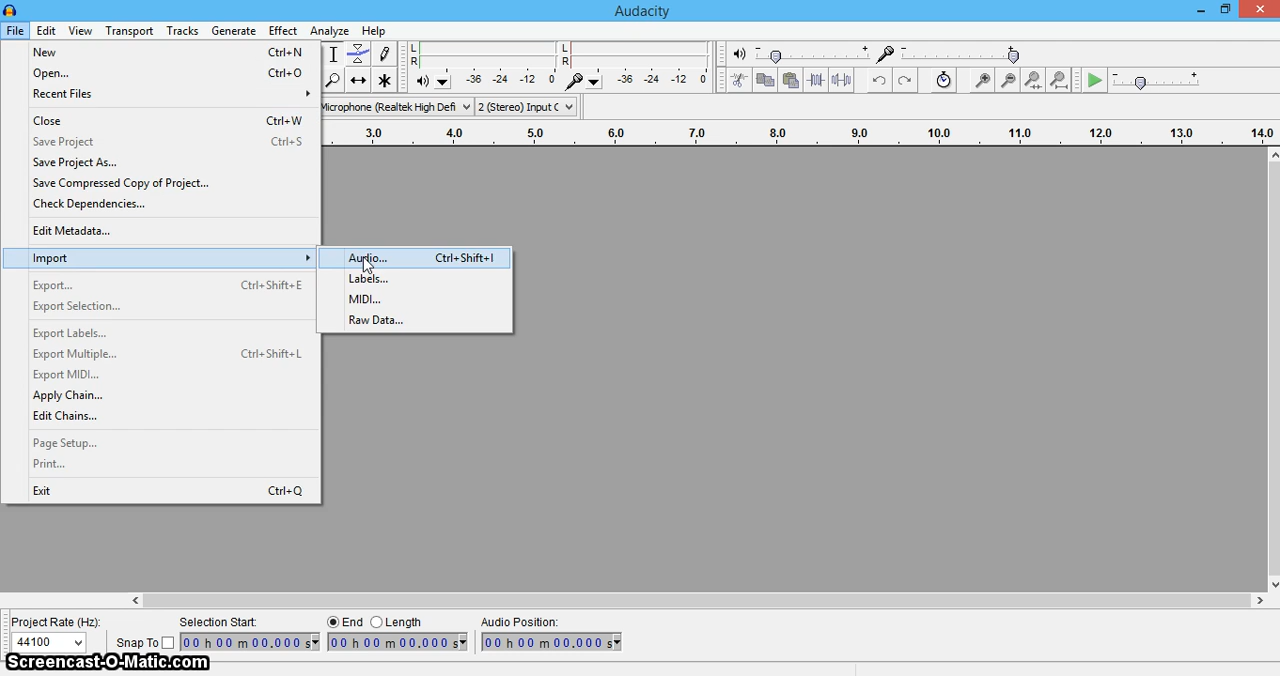 Audacity
File Edit View Transport Tracks Generate Effect Analyze Help
New Ctrl+N
Open... Ctrl+O
Recent Files
Close Ctrl+W
Save Project Ctrl+S
Save Project As...
Save Compressed Copy of Project...
Check Dependencies...
Edit Metadata...
Import
Export... Ctrl+Shift+E
Export Selection...
Export Labels...
Export Multiple... Ctrl+Shift+L
Export MIDI...
Apply Chain...
Edit Chains...
Page Setup...
Print...
Exit Ctrl+Q
Audio... Ctrl+Shift+I
Labels...
MIDI...
Raw Data...
L L
R R
-36 -24 -12 0 -36 -24 -12 0
Microphone (Realtek High Defi 2 (Stereo) Input C
3.0 4.0 5.0 6.0 7.0 8.0 9.0 10.0 11.0 12.0 13.0 14.0
Project Rate (Hz): Selection Start: End Length Audio Position:
44100 Snap To 00 h 00 m 00.000 s 00 h 00 m 00.000 s 00 h 00 m 00.000 s
Screencast-O-Matic.com